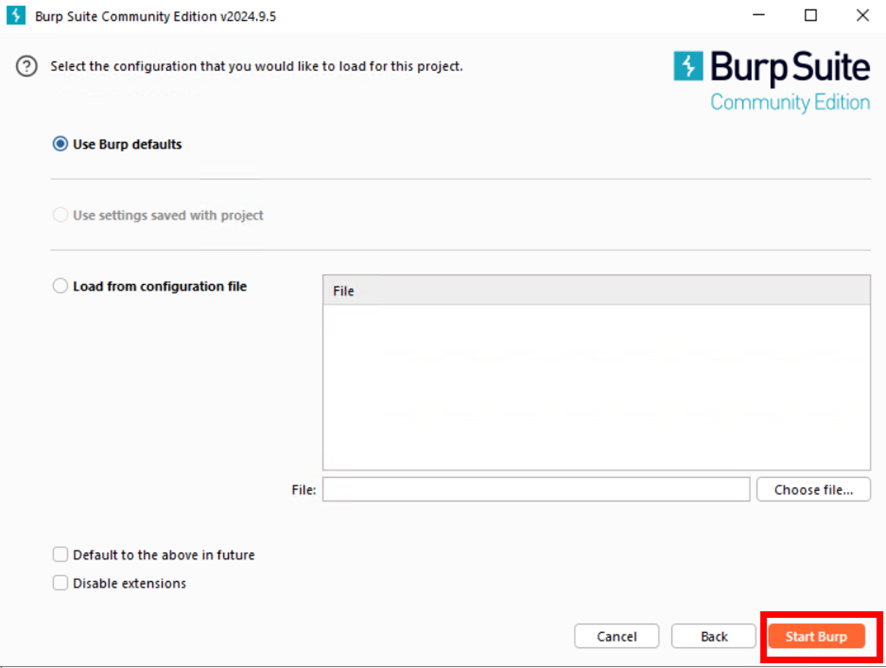 Burp Suite Community Edition v2024.9.5
Select the configuration that you would like to load for this project.
Burp Suite
Community Edition
Use Burp defaults
Use settings saved with project
Load from configuration file
File
File:
Choose file...
Default to the above in future
Disable extensions
Cancel
Back
Start Burp